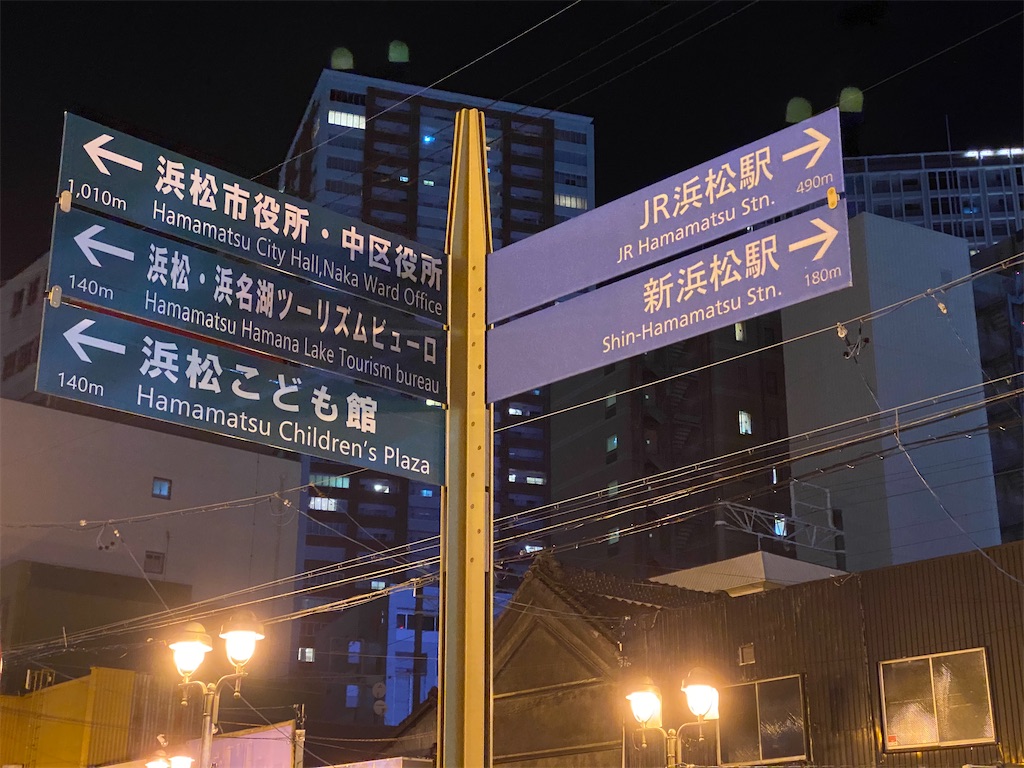 1,010m
浜松市役所・中区役所
Hamamatsu City Hall,Naka Ward Office
140m
浜松・浜名湖ツーリズムビューロ
Hamamatsu Hamana Lake Tourism bureau
140m
浜松こども館
Hamamatsu Children's Plaza
JR浜松駅
JR Hamamatsu Stn.
490m
新浜松駅
Shin-Hamamatsu Stn.
180m